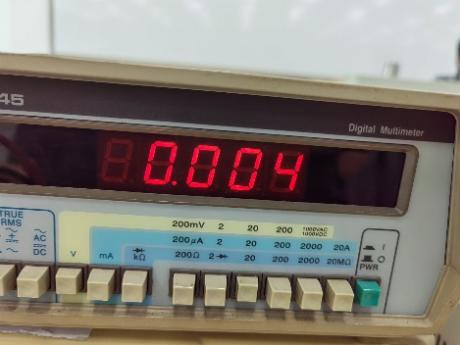 45
Digital Multimeter
0.004
TRUE
RMS
AC
DC
V
mA
kΩ
200mV 2 20 200 1000VAC
1000VDC
200µA 2 20 200 2000 20A
200Ω 2 20 200 2000 20MΩ
I
O
PWR